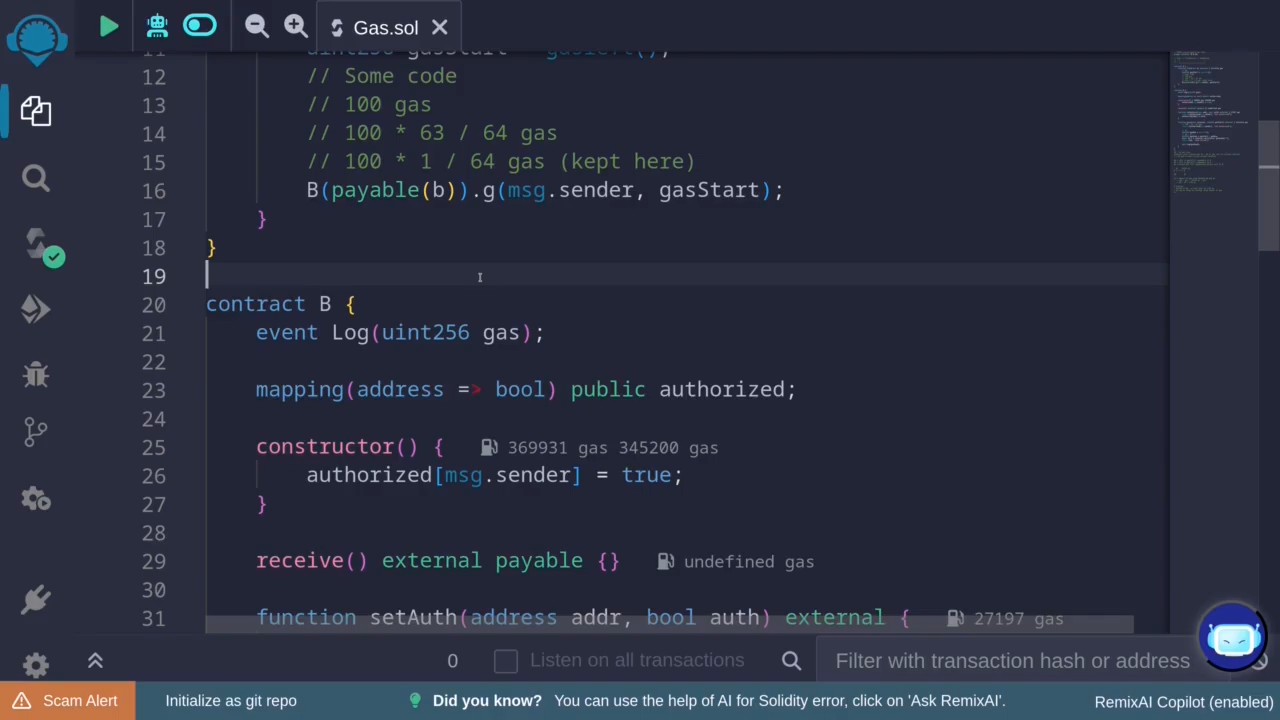 Gas.sol
11 uint256 gasStart = gasleft();
12 // Some code
13 // 100 gas
14 // 100 * 63 / 64 gas
15 // 100 * 1 / 64 gas (kept here)
16 B(payable(b)).g(msg.sender, gasStart);
17 }
18 }
19
20 contract B {
21 event Log(uint256 gas);
22
23 mapping(address => bool) public authorized;
24
25 constructor() { 369931 gas 345200 gas
26 authorized[msg.sender] = true;
27 }
28
29 receive() external payable {} undefined gas
30
31 function setAuth(address addr, bool auth) external { 27197 gas
0 Listen on all transactions Filter with transaction hash or address
Scam Alert Initialize as git repo Did you know? You can use the help of AI for Solidity error, click on 'Ask RemixAI'. RemixAI Copilot (enabled)